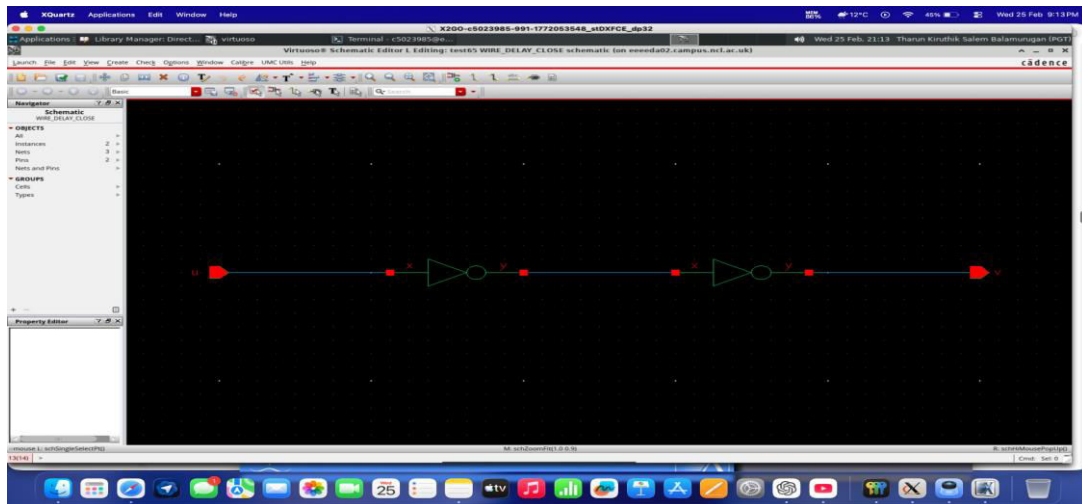 XQuartz Applications Edit Window Help 12°C 45% Wed 25 Feb 9:13PM
X2GO-c5023985-991-1772053548_stDXFCE_dp32
Applications Library Manager: Direct... virtuoso Terminal - c5023985@e... Wed 25 Feb, 21:13 Tharun Kiruthik Salem Balamurugan (PGT)
Virtuoso® Schematic Editor L Editing: test65 WIRE_DELAY_CLOSE schematic (on eeeeda02.campus.ncl.ac.uk)
Launch File Edit View Create Check Options Window Calibre UMC Utils Help cādence
Basic Search
Navigator
Schematic
WIRE_DELAY_CLOSE
OBJECTS
All
Instances 2
Nets 3
Pins 2
Nets and Pins
GROUPS
Cells
Types
u x y x y v
Property Editor
mouse L: schSingleSelectPt() M: schZoomFit(1.0 0.9) R: schHiMousePopUp()
13(14) > Cmd: Sel: 0
25 tv